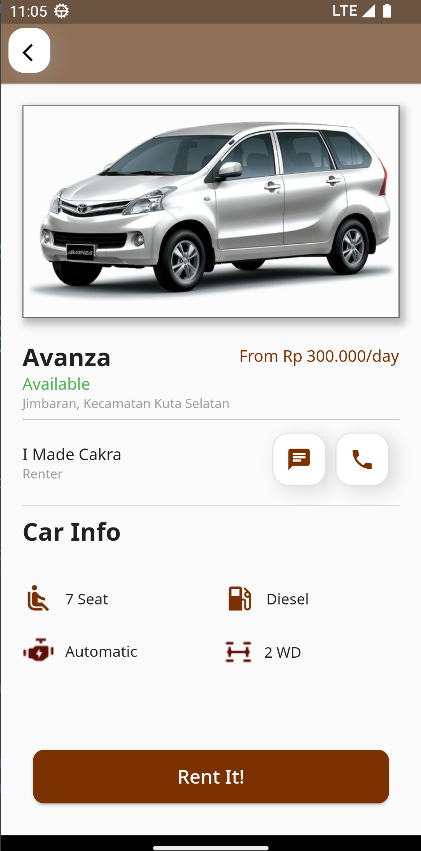 11:05
LTE
AVANZA
Avanza
From Rp 300.000/day
Available
Jimbaran, Kecamatan Kuta Selatan
I Made Cakra
Renter
Car Info
7 Seat
Diesel
Automatic
2 WD
Rent It!